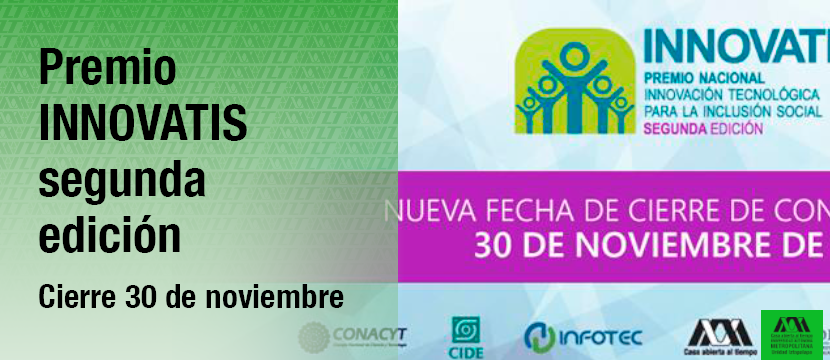 Premio
INNOVATIS
segunda
edición
Cierre 30 de noviembre
INNOVATI
PREMIO NACIONAL
INNOVACIÓN TECNOLÓGICA
PARA LA INCLUSIÓN SOCIAL
SEGUNDA EDICIÓN
NUEVA FECHA DE CIERRE DE CON
30 DE NOVIEMBRE DE
CONACYT
CIDE
INFOTEC
Casa abierta al tiempo
METROPOLITANA